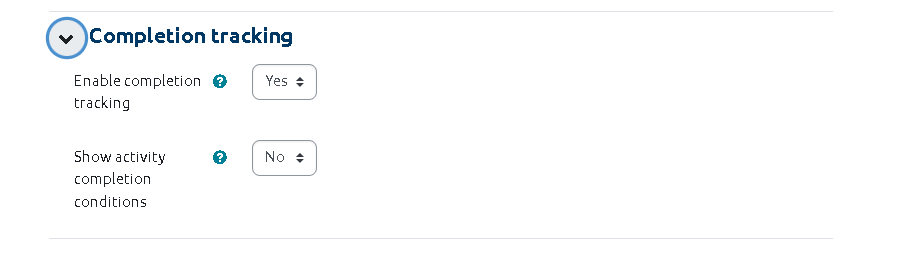 Completion tracking
Enable completion
tracking
Yes
Show activity
completion
conditions
No